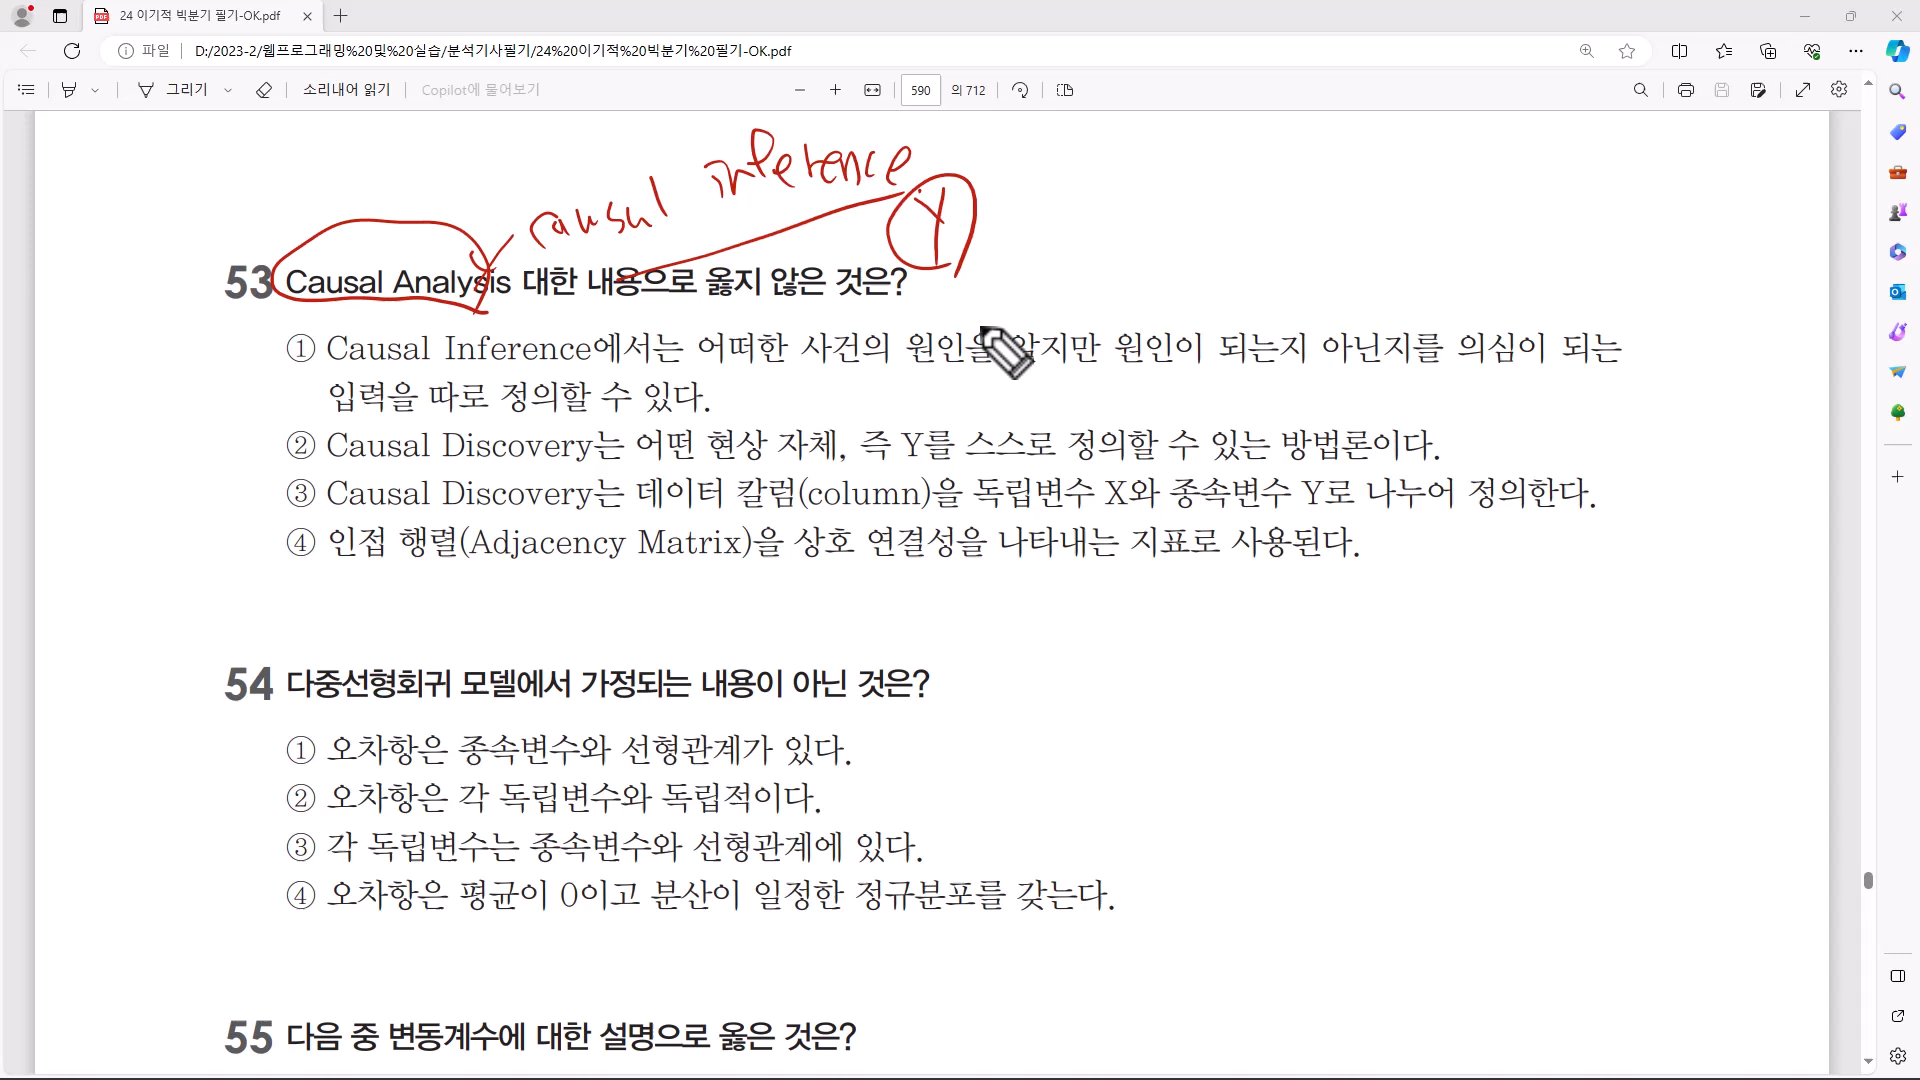 24 이기적 빅분기 필기-OK.pdf
파일
D:/2023-2/웹프로그래밍%20및%20실습/분석기사필기/24%20이기적%20빅분기%20필기-OK.pdf
그리기
소리내어 읽기
Copilot에 물어보기
590
의 712
causal inference
Y
53 Causal Analysis 대한 내용으로 옳지 않은 것은?
① Causal Inference에서는 어떠한 사건의 원인을 알지만 원인이 되는지 아닌지를 의심이 되는
입력을 따로 정의할 수 있다.
② Causal Discovery는 어떤 현상 자체, 즉 Y를 스스로 정의할 수 있는 방법론이다.
③ Causal Discovery는 데이터 칼럼(column)을 독립변수 X와 종속변수 Y로 나누어 정의한다.
④ 인접 행렬(Adjacency Matrix)을 상호 연결성을 나타내는 지표로 사용된다.
54 다중선형회귀 모델에서 가정되는 내용이 아닌 것은?
① 오차항은 종속변수와 선형관계가 있다.
② 오차항은 각 독립변수와 독립적이다.
③ 각 독립변수는 종속변수와 선형관계에 있다.
④ 오차항은 평균이 0이고 분산이 일정한 정규분포를 갖는다.
55 다음 중 변동계수에 대한 설명으로 옳은 것은?